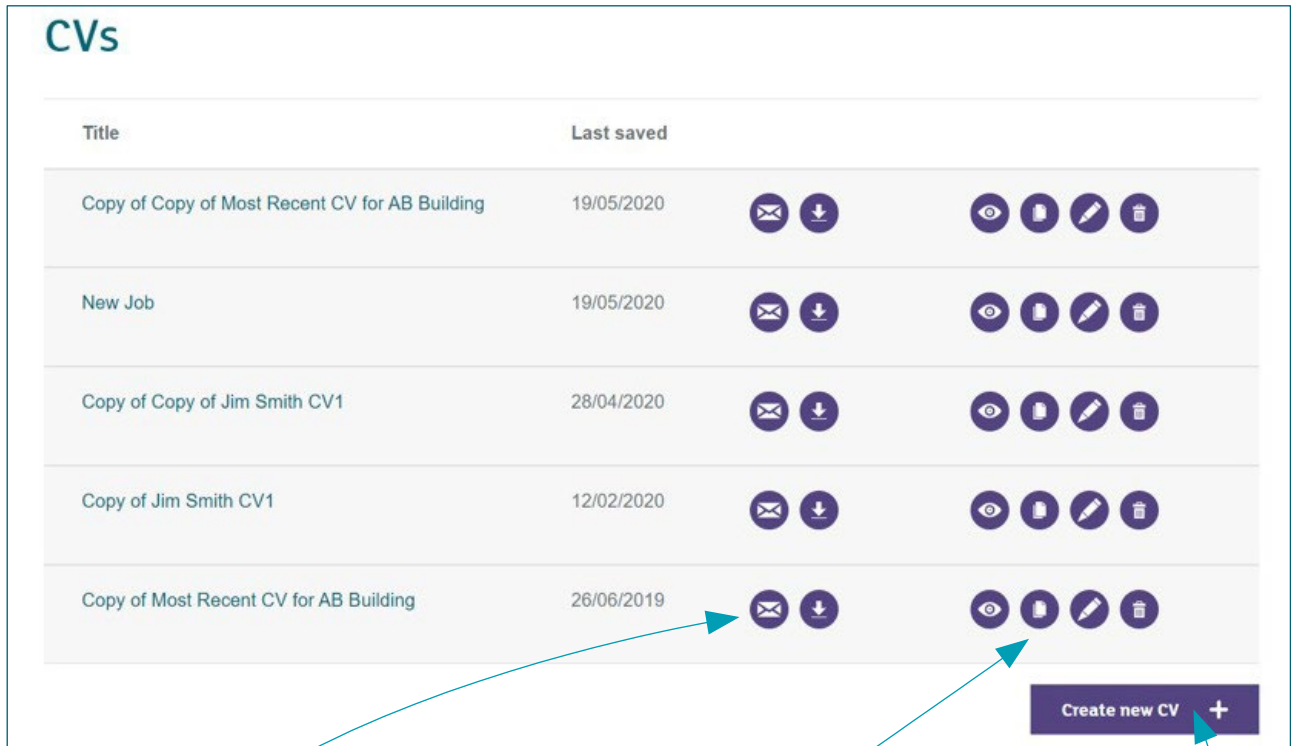 CVs
Title Last saved
Copy of Copy of Most Recent CV for AB Building 19/05/2020
New Job 19/05/2020
Copy of Copy of Jim Smith CV1 28/04/2020
Copy of Jim Smith CV1 12/02/2020
Copy of Most Recent CV for AB Building 26/06/2019
Create new CV +